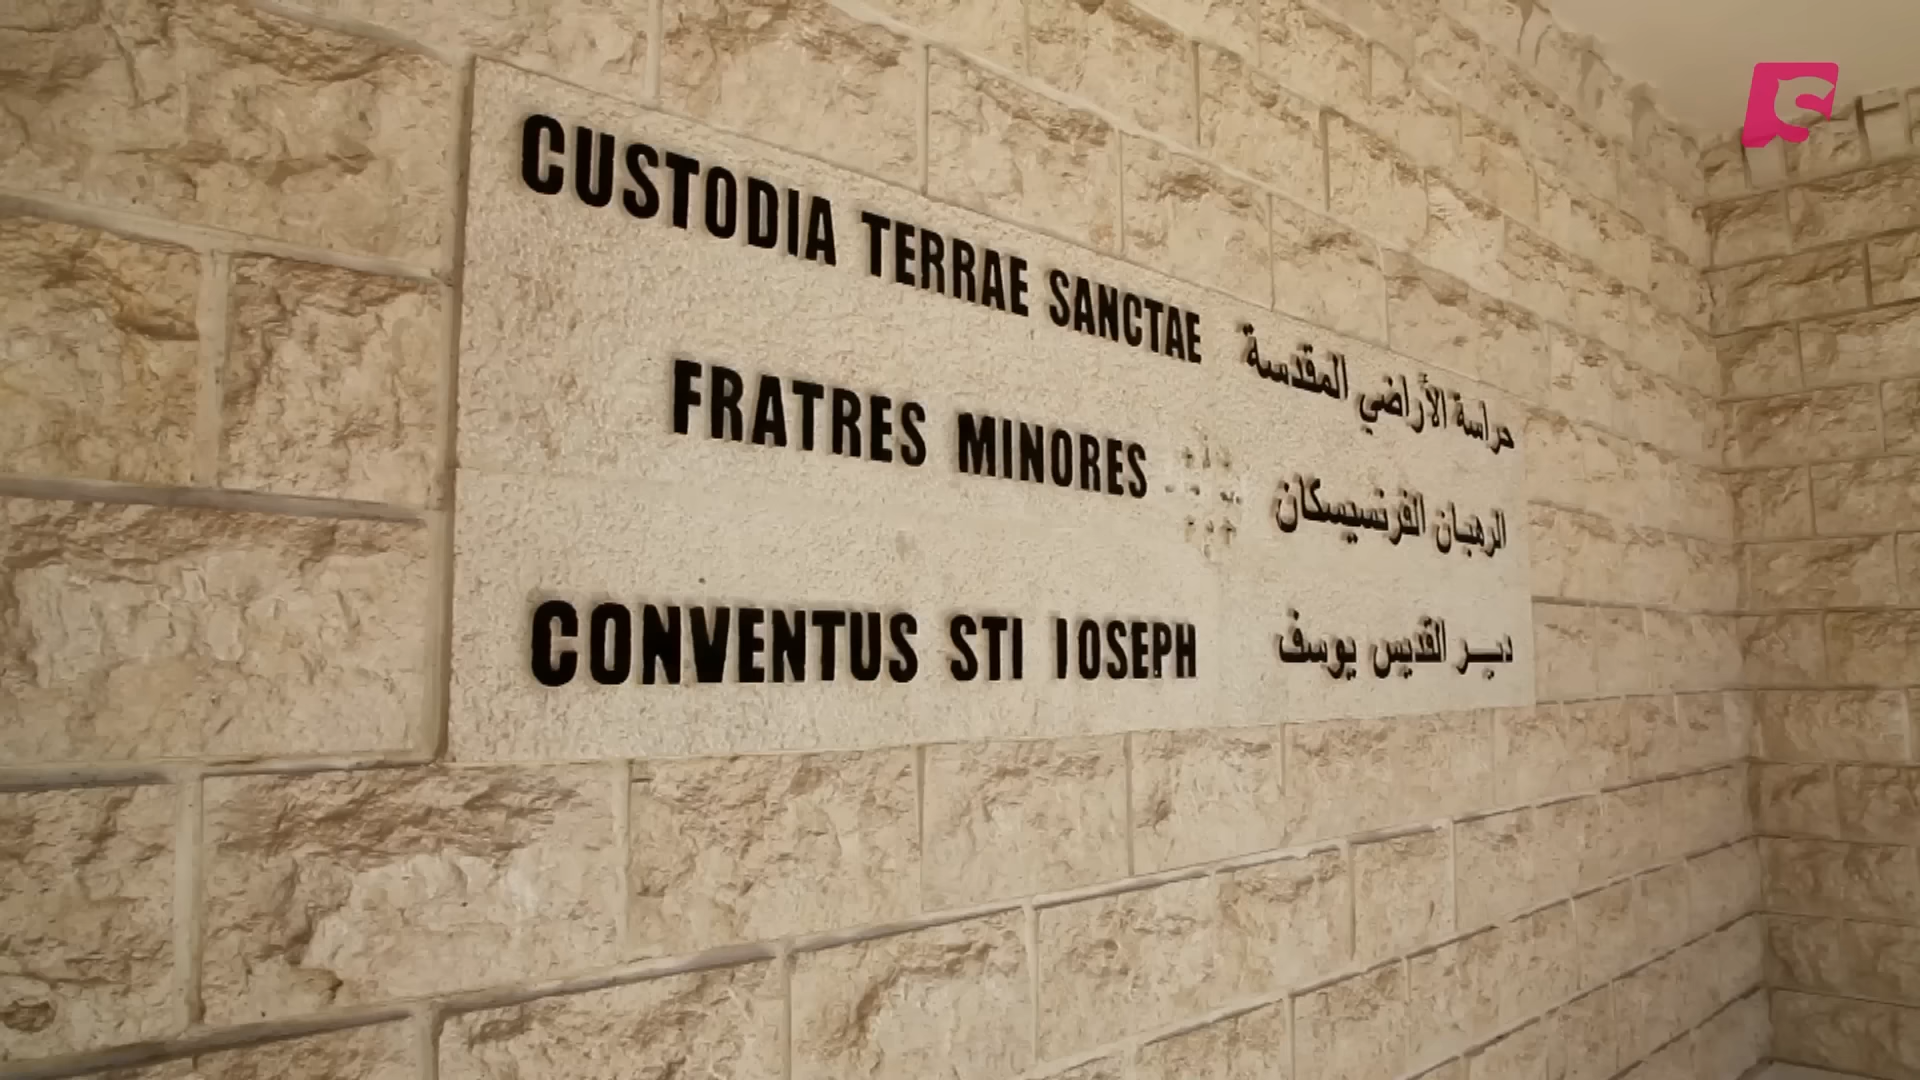 CUSTODIA TERRAE SANCTAE
حراسة الأراضي المقدسة
FRATRES MINORES
الرهبان الفرنسيسكان
CONVENTUS STI IOSEPH
دير القديس يوسف